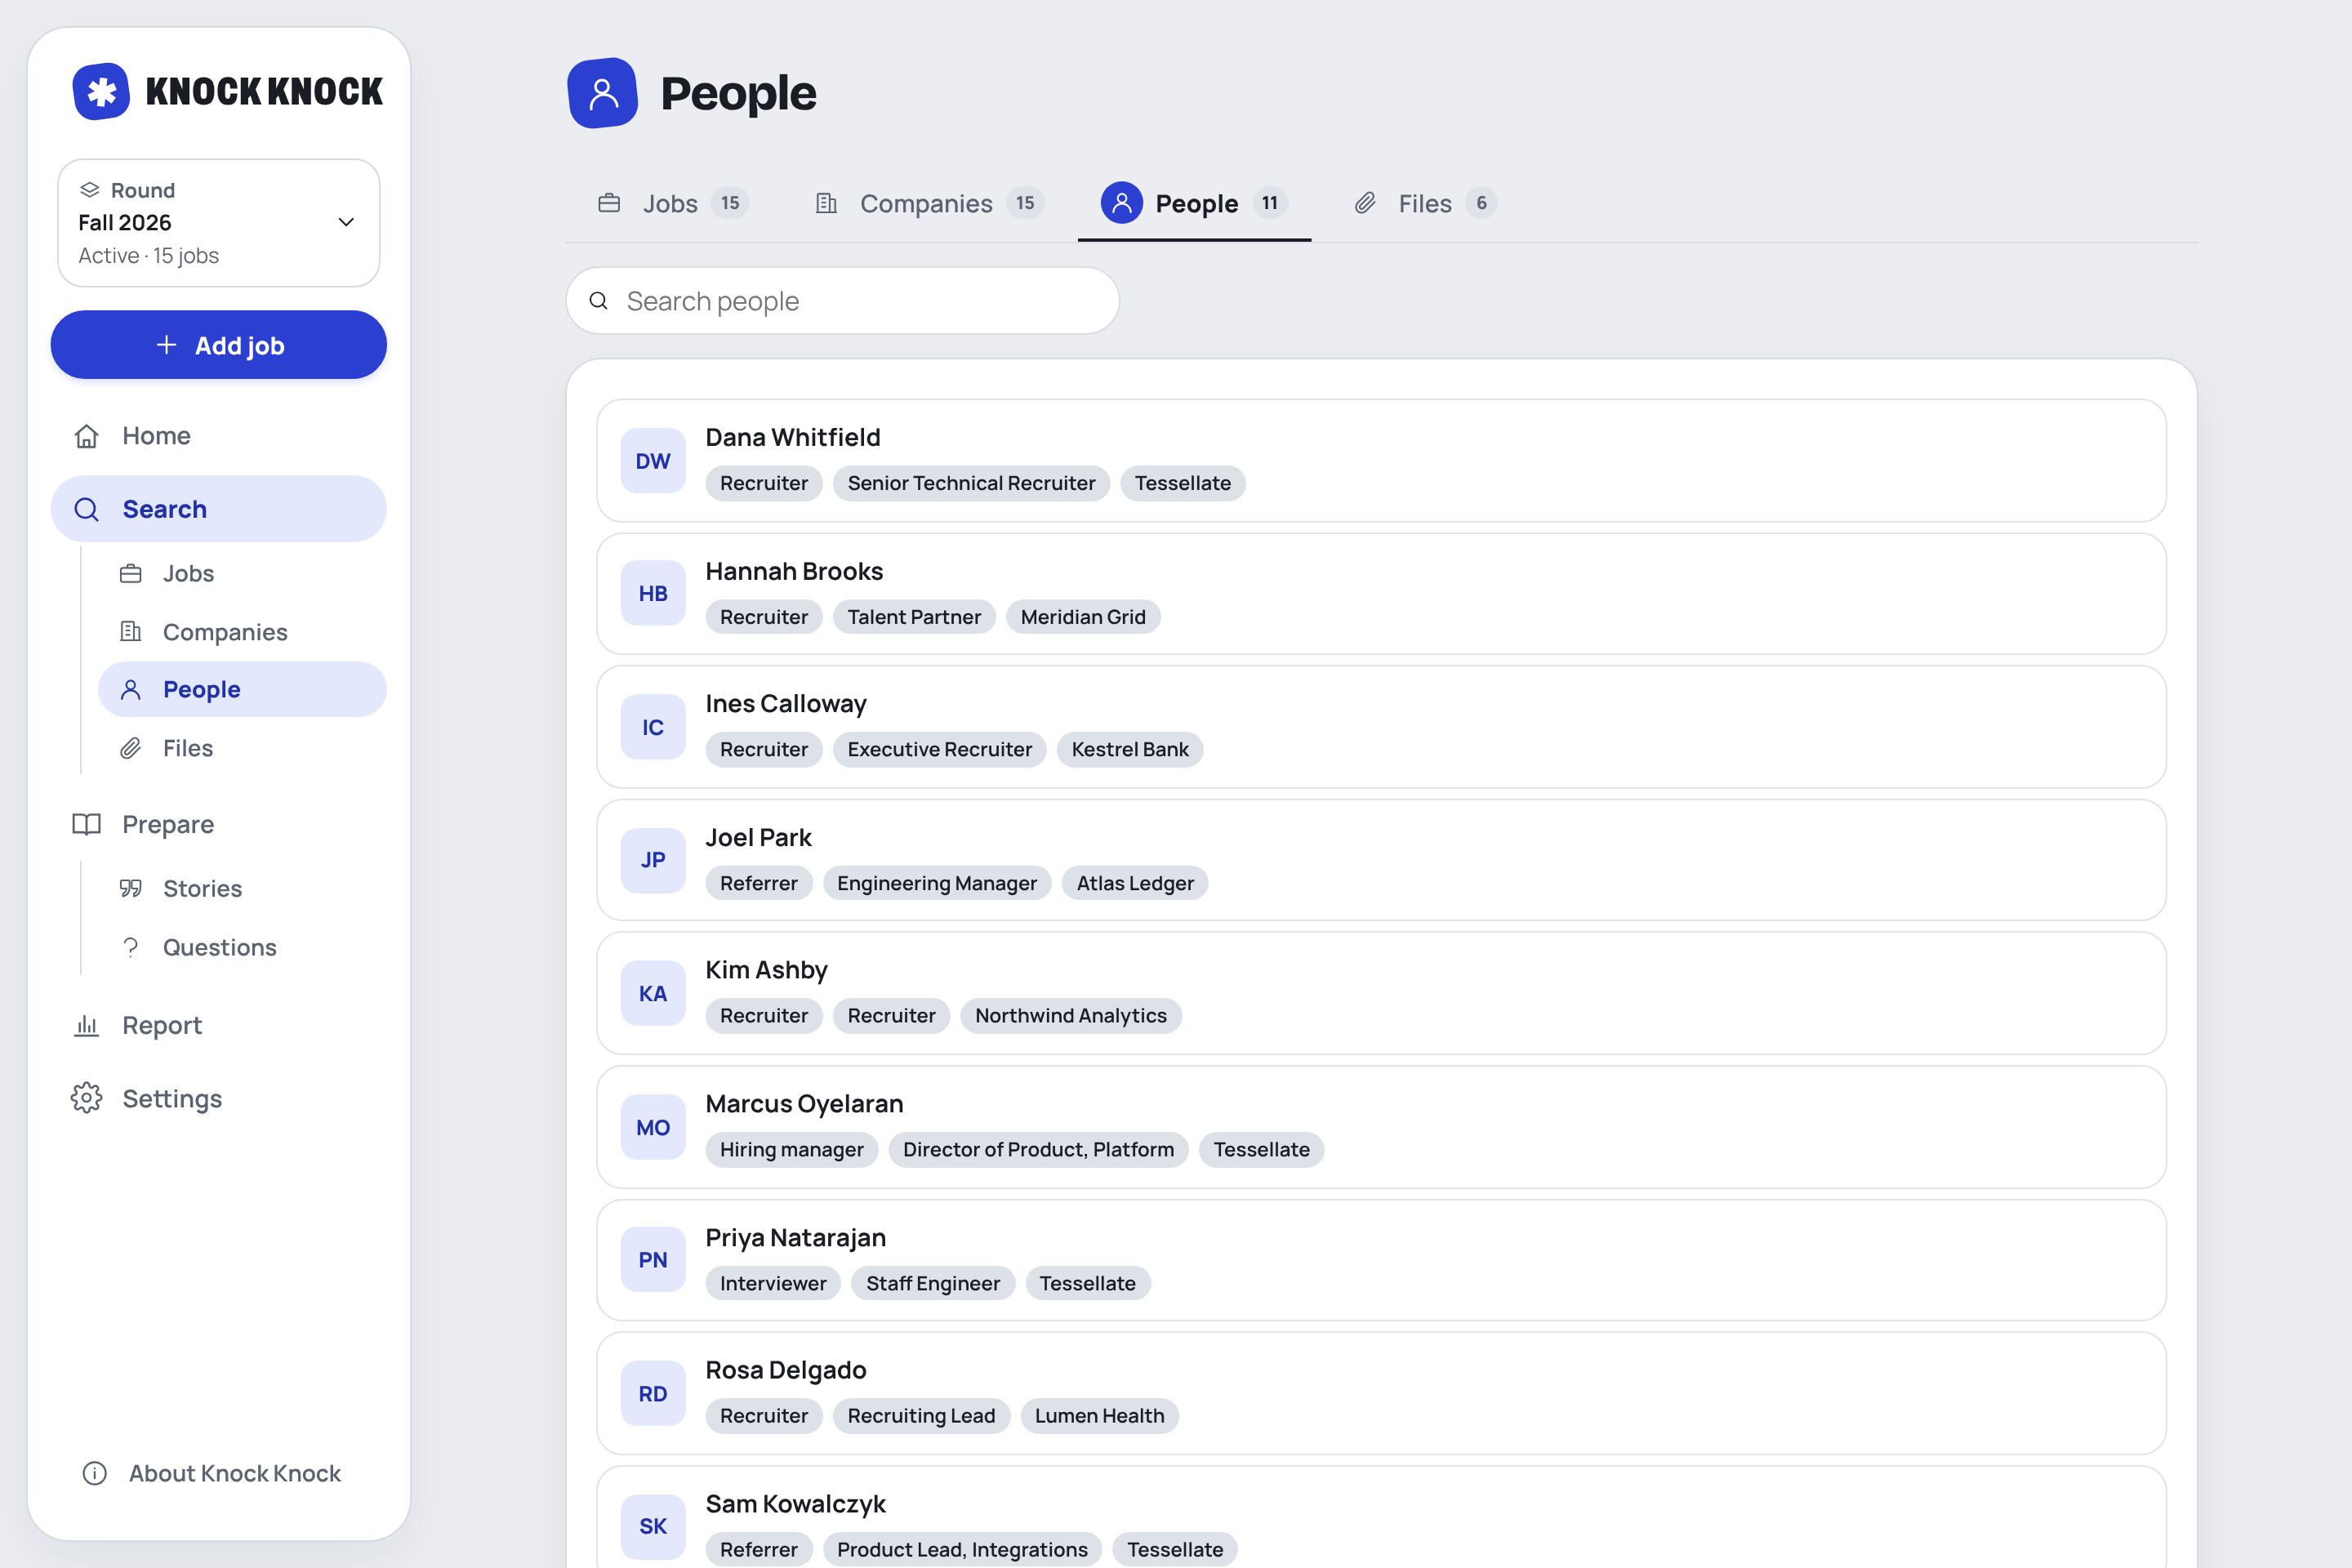 KNOCK KNOCK
Round
Fall 2026
Active · 15 jobs
Add job
Home
Search
Jobs
Companies
People
Files
Prepare
Stories
Questions
Report
Settings
About Knock Knock
People
Jobs 15 Companies 15 People 11 Files 6
Search people
DW
Dana Whitfield
Recruiter Senior Technical Recruiter Tessellate
HB
Hannah Brooks
Recruiter Talent Partner Meridian Grid
IC
Ines Calloway
Recruiter Executive Recruiter Kestrel Bank
JP
Joel Park
Referrer Engineering Manager Atlas Ledger
KA
Kim Ashby
Recruiter Recruiter Northwind Analytics
MO
Marcus Oyelaran
Hiring manager Director of Product, Platform Tessellate
PN
Priya Natarajan
Interviewer Staff Engineer Tessellate
RD
Rosa Delgado
Recruiter Recruiting Lead Lumen Health
SK
Sam Kowalczyk
Referrer Product Lead, Integrations Tessellate